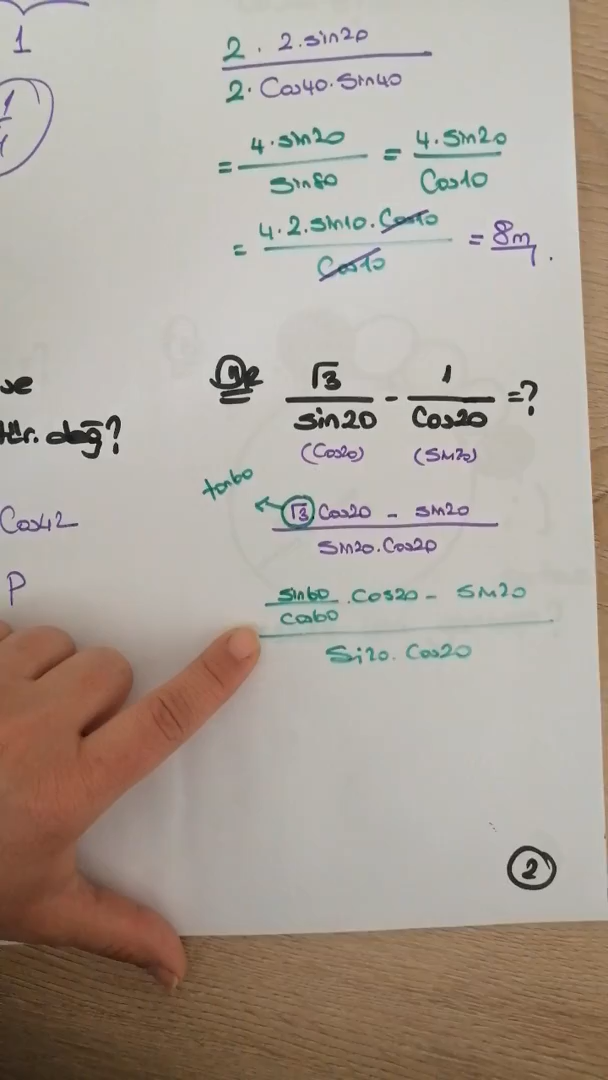 1
2 . 2.sin20
2. Cos40.Sin40
= 4.sin20 / sin80 = 4.sin20 / Cos10
= 4.2.sin10.Cos10 / Cos10 = 8m
√3 / sin20 - 1 / Cos20 = ?
(Cos20) (Sin20)
tan60
√3 Cos20 - sin20
Sin20.Cos20
sin60 / cos60 .Cos20 - Sin20
Si20.Cos20
Cos42
P
2